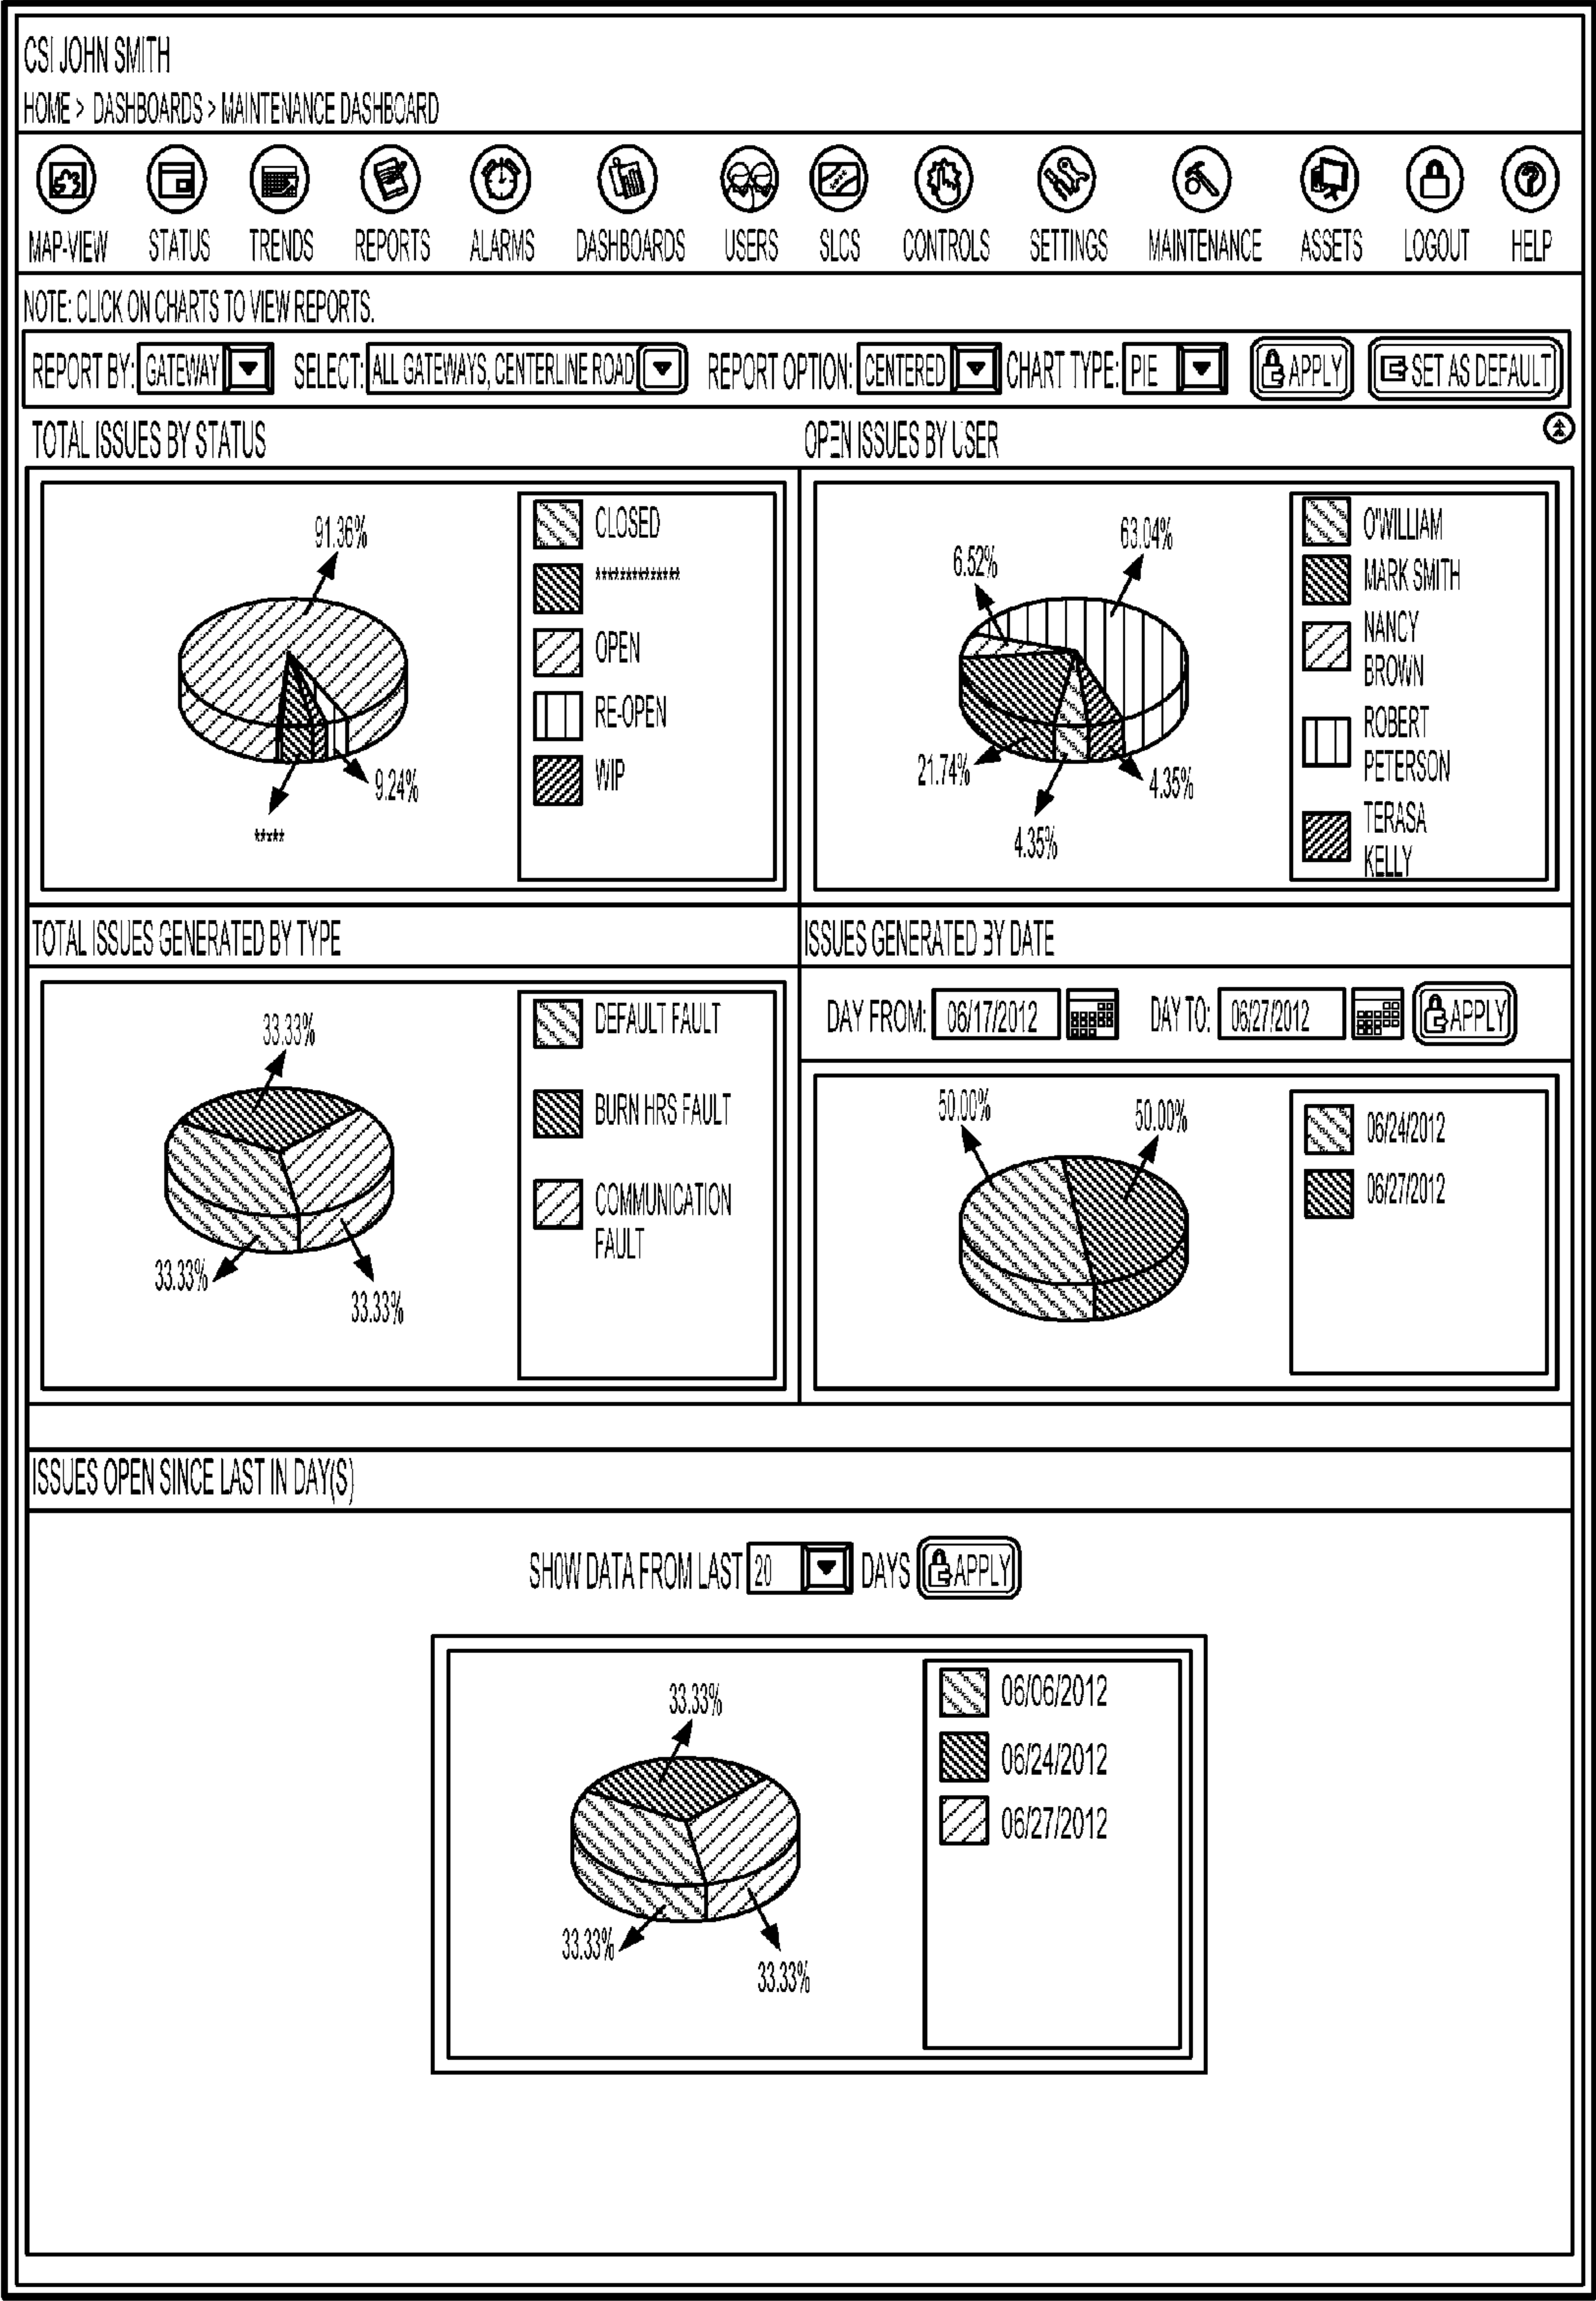 CSI JOHN SMITH
HOME > DASHBOARDS > MAINTENANCE DASHBOARD
MAP-VIEW STATUS TRENDS REPORTS ALARMS DASHBOARDS USERS SLCS CONTROLS SETTINGS MAINTENANCE ASSETS LOGOUT HELP
NOTE: CLICK ON CHARTS TO VIEW REPORTS.
REPORT BY: GATEWAY SELECT: ALL GATEWAYS, CENTERLINE ROAD REPORT OPTION: CENTERED CHART TYPE: PIE APPLY SET AS DEFAULT
TOTAL ISSUES BY STATUS
91.36%
9.24%
*****
CLOSED
**************
OPEN
RE-OPEN
WIP
OPEN ISSUES BY USER
63.04%
6.52%
21.74%
4.35%
4.35%
O'WILLIAM
MARK SMITH
NANCY
BROWN
ROBERT
PETERSON
TERASA
KELLY
TOTAL ISSUES GENERATED BY TYPE
33.33%
33.33%
33.33%
DEFAULT FAULT
BURN HRS FAULT
COMMUNICATION
FAULT
ISSUES GENERATED BY DATE
DAY FROM: 06/17/2012 DAY TO: 06/27/2012 APPLY
50.00%
50.00%
06/24/2012
06/27/2012
ISSUES OPEN SINCE LAST IN DAY(S)
SHOW DATA FROM LAST 20 DAYS APPLY
33.33%
33.33%
33.33%
06/06/2012
06/24/2012
06/27/2012